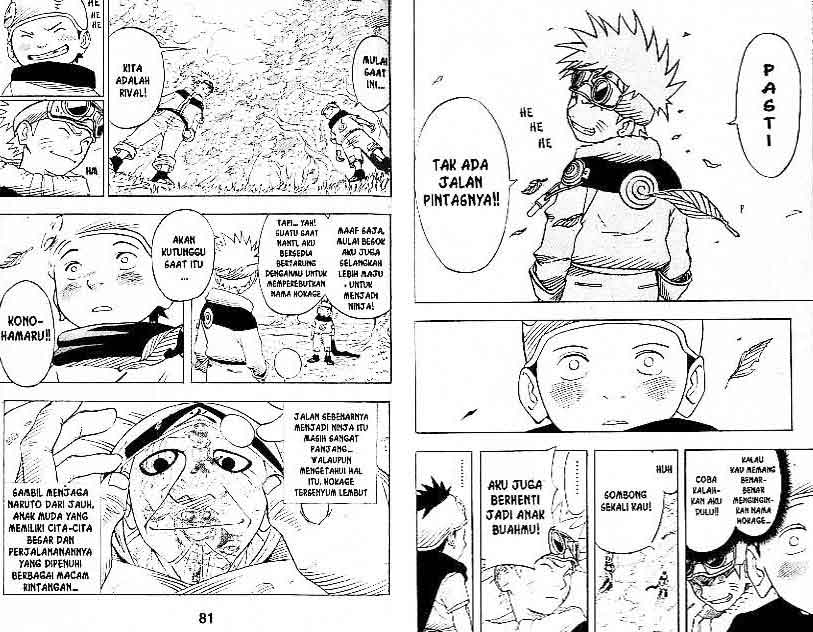 PASTI
HE
HE
HE
TAK ADA
JALAN
PINTASNYA!!
KALAU
KAU MEMANG
BENAR-
BENAR
MENGINGIN-
KAN NAMA
HOKAGE...
COBA
KALAH-
KAN AKU
DULU!!
HUH
SOMBONG
SEKALI KAU!
AKU JUGA
BERHENTI
JADI ANAK
BUAHMU!
MULAI
SAAT
INI...
KITA
ADALAH
RIVAL!
HE
HE
HE
HA
MAAF SAJA,
MULAI BESOK
AKU JUGA
SELANGKAH
LEBIH MAJU
UNTUK
MENJADI
NINJA!
TAPI... YAH!
SUATU SAAT
NANTI, AKU
BERSEDIA
BERTARUNG
DENGANMU UNTUK
MEMPEREBUTKAN
NAMA HOKAGE
AKAN
KUTUNGGU
SAAT ITU
...
KONO-
HAMARU!!
JALAN SEBENARNYA
MENJADI NINJA ITU
MASIH SANGAT
PANJANG...
WALAUPUN
MENGETAHUI HAL
ITU, HOKAGE
TERSENYUM LEMBUT
SAMBIL MENJAGA
NARUTO DARI JAUH,
ANAK MUDA YANG
MEMILIKI CITA-CITA
BESAR DAN
PERJALANANNYA
YANG DIPENUHI
BERBAGAI MACAM
RINTANGAN...
81